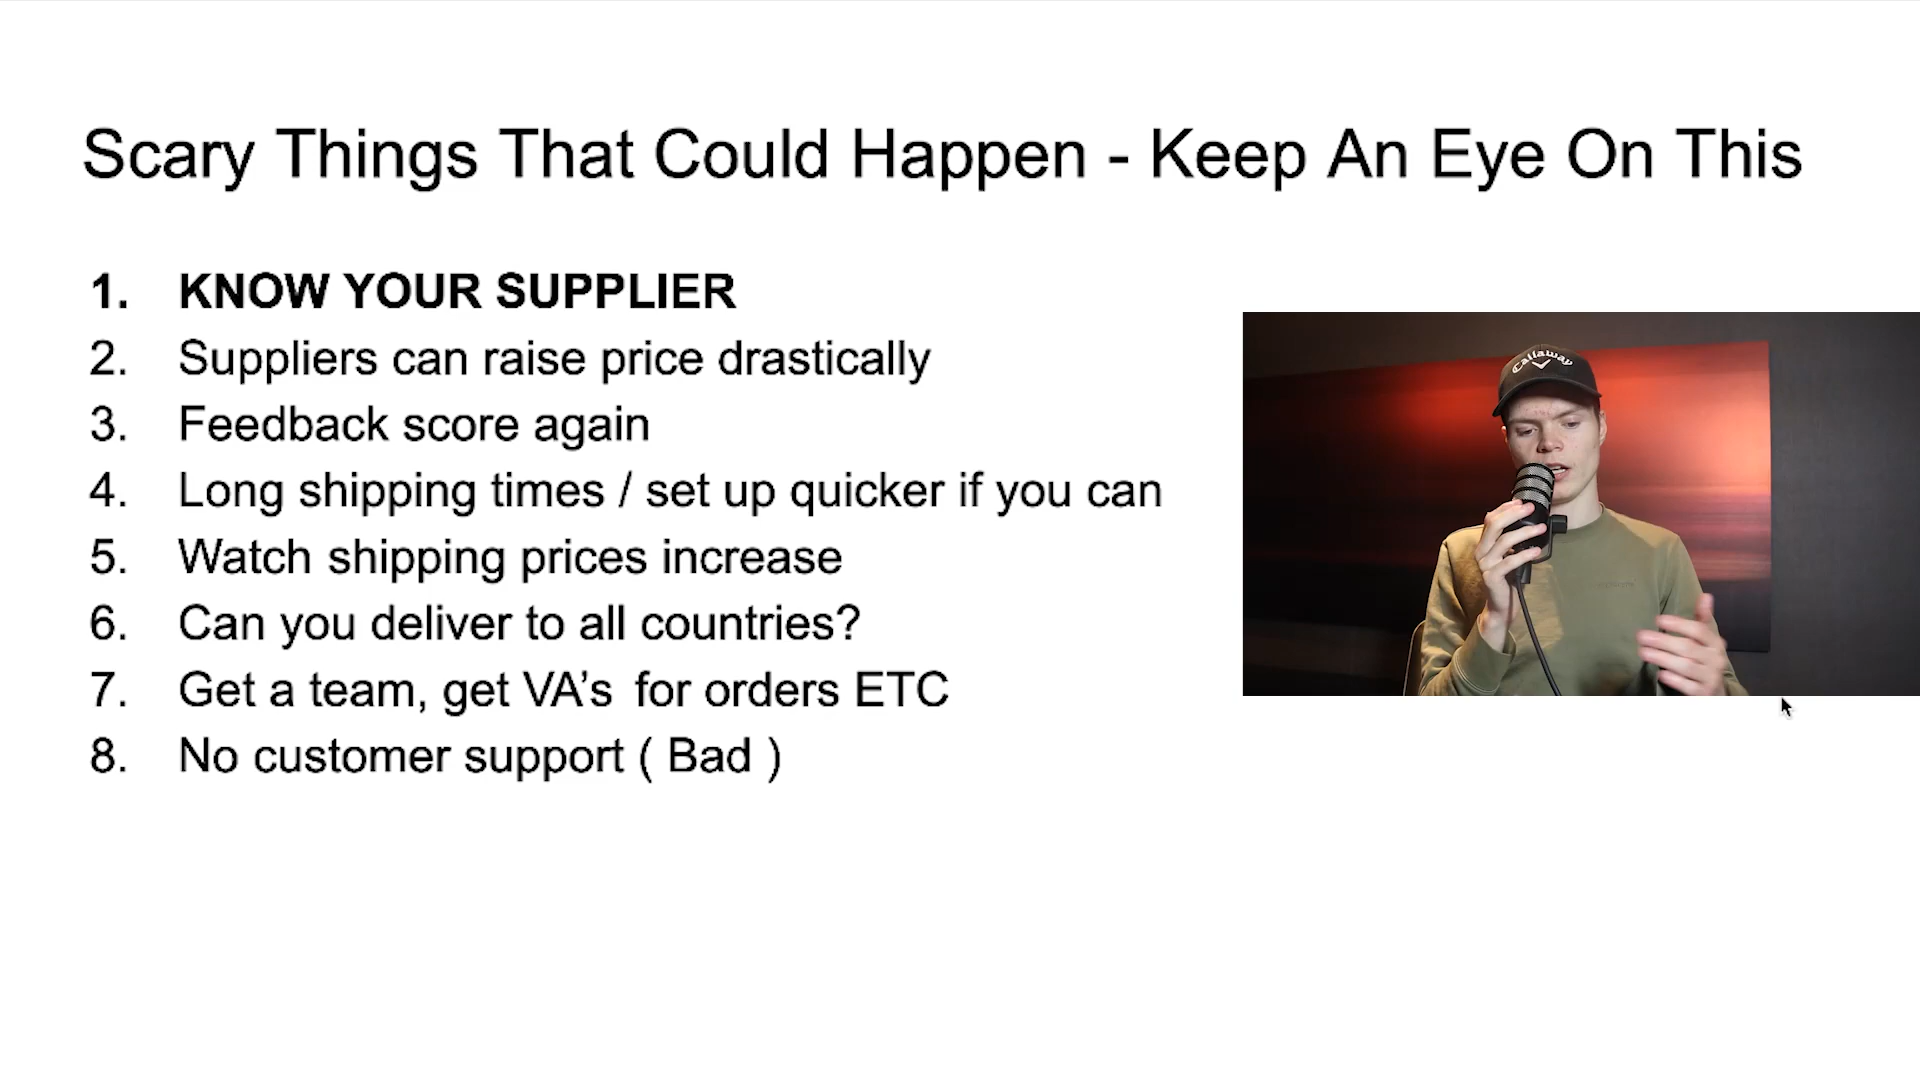 Scary Things That Could Happen - Keep An Eye On This
1. KNOW YOUR SUPPLIER
2. Suppliers can raise price drastically
3. Feedback score again
4. Long shipping times / set up quicker if you can
5. Watch shipping prices increase
6. Can you deliver to all countries?
7. Get a team, get VA’s for orders ETC
8. No customer support ( Bad )
Callaway